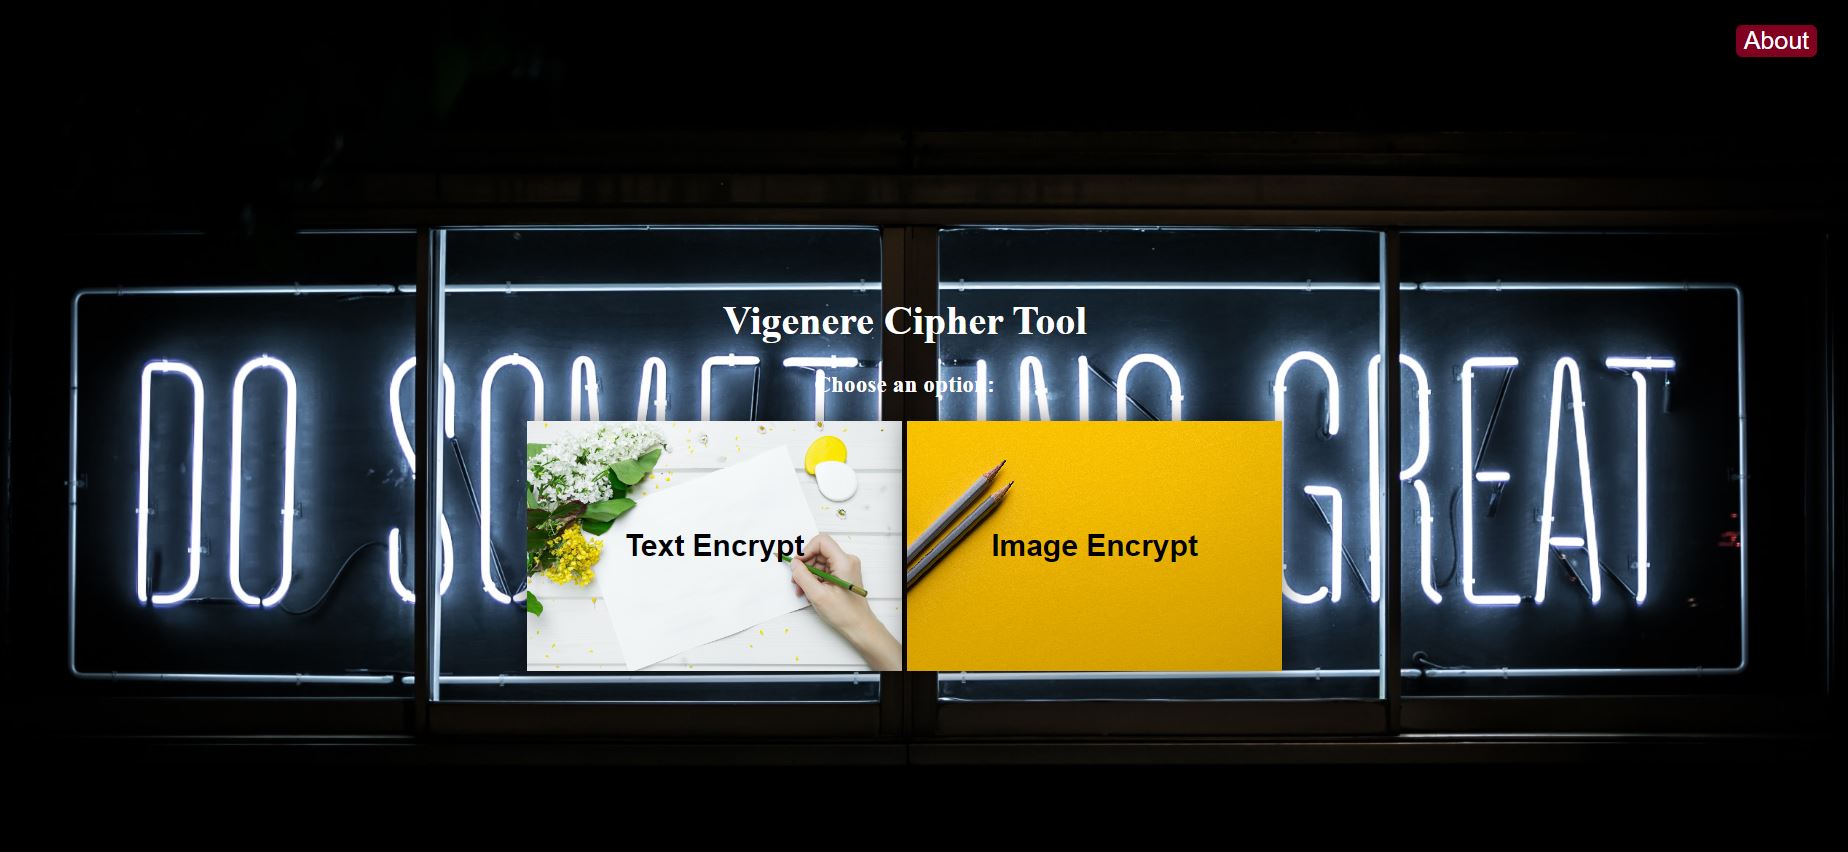 About
Vigenere Cipher Tool
Choose an option:
DO SOMETHING GREAT
Text Encrypt
Image Encrypt